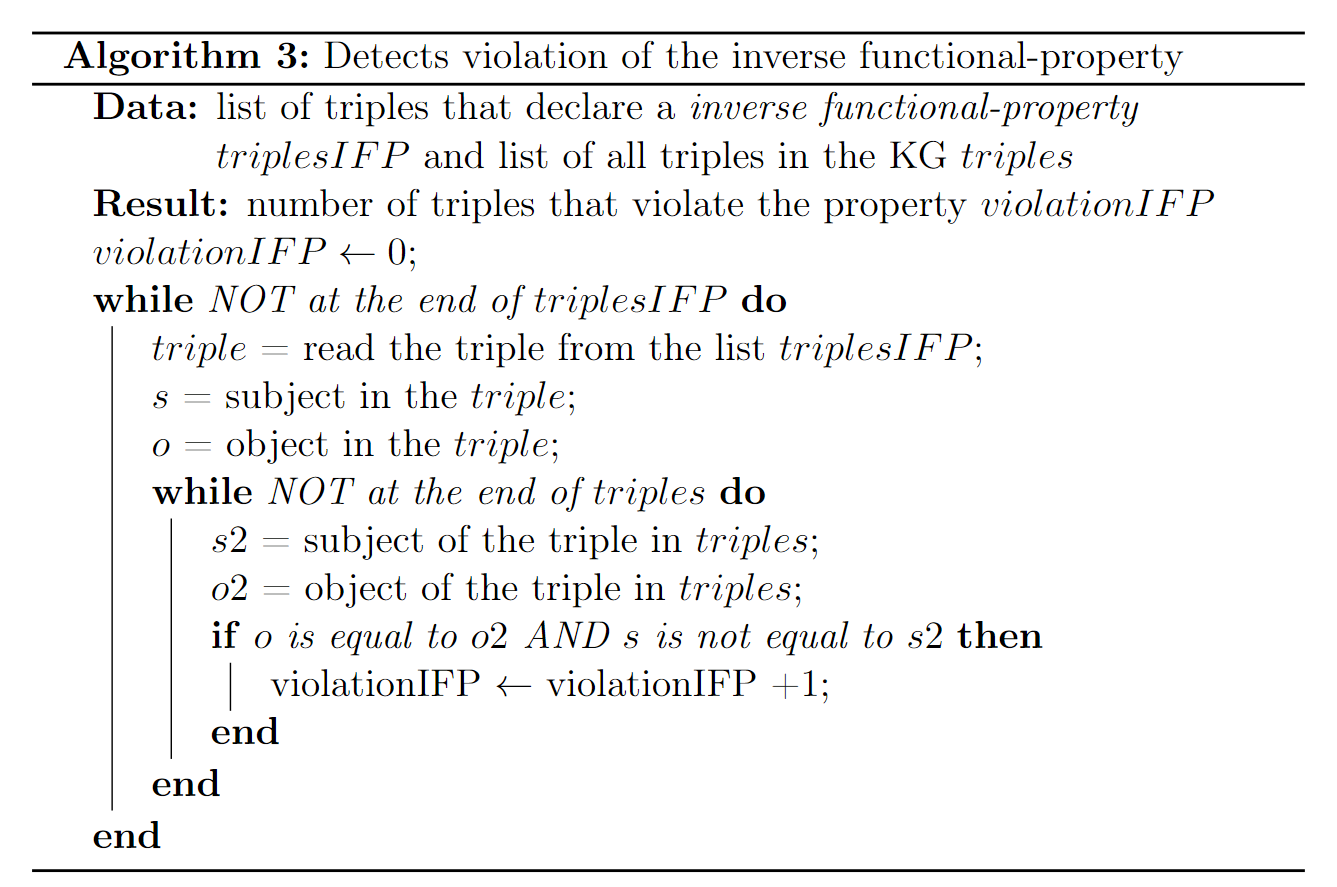 Algorithm 3: Detects violation of the inverse functional-property
Data: list of triples that declare a inverse functional-property
triplesIFP and list of all triples in the KG triples
Result: number of triples that violate the property violationIFP
violationIFP ← 0;
while NOT at the end of triplesIFP do
triple = read the triple from the list triplesIFP;
s = subject in the triple;
o = object in the triple;
while NOT at the end of triples do
s2 = subject of the triple in triples;
o2 = object of the triple in triples;
if o is equal to o2 AND s is not equal to s2 then
violationIFP ← violationIFP +1;
end
end
end